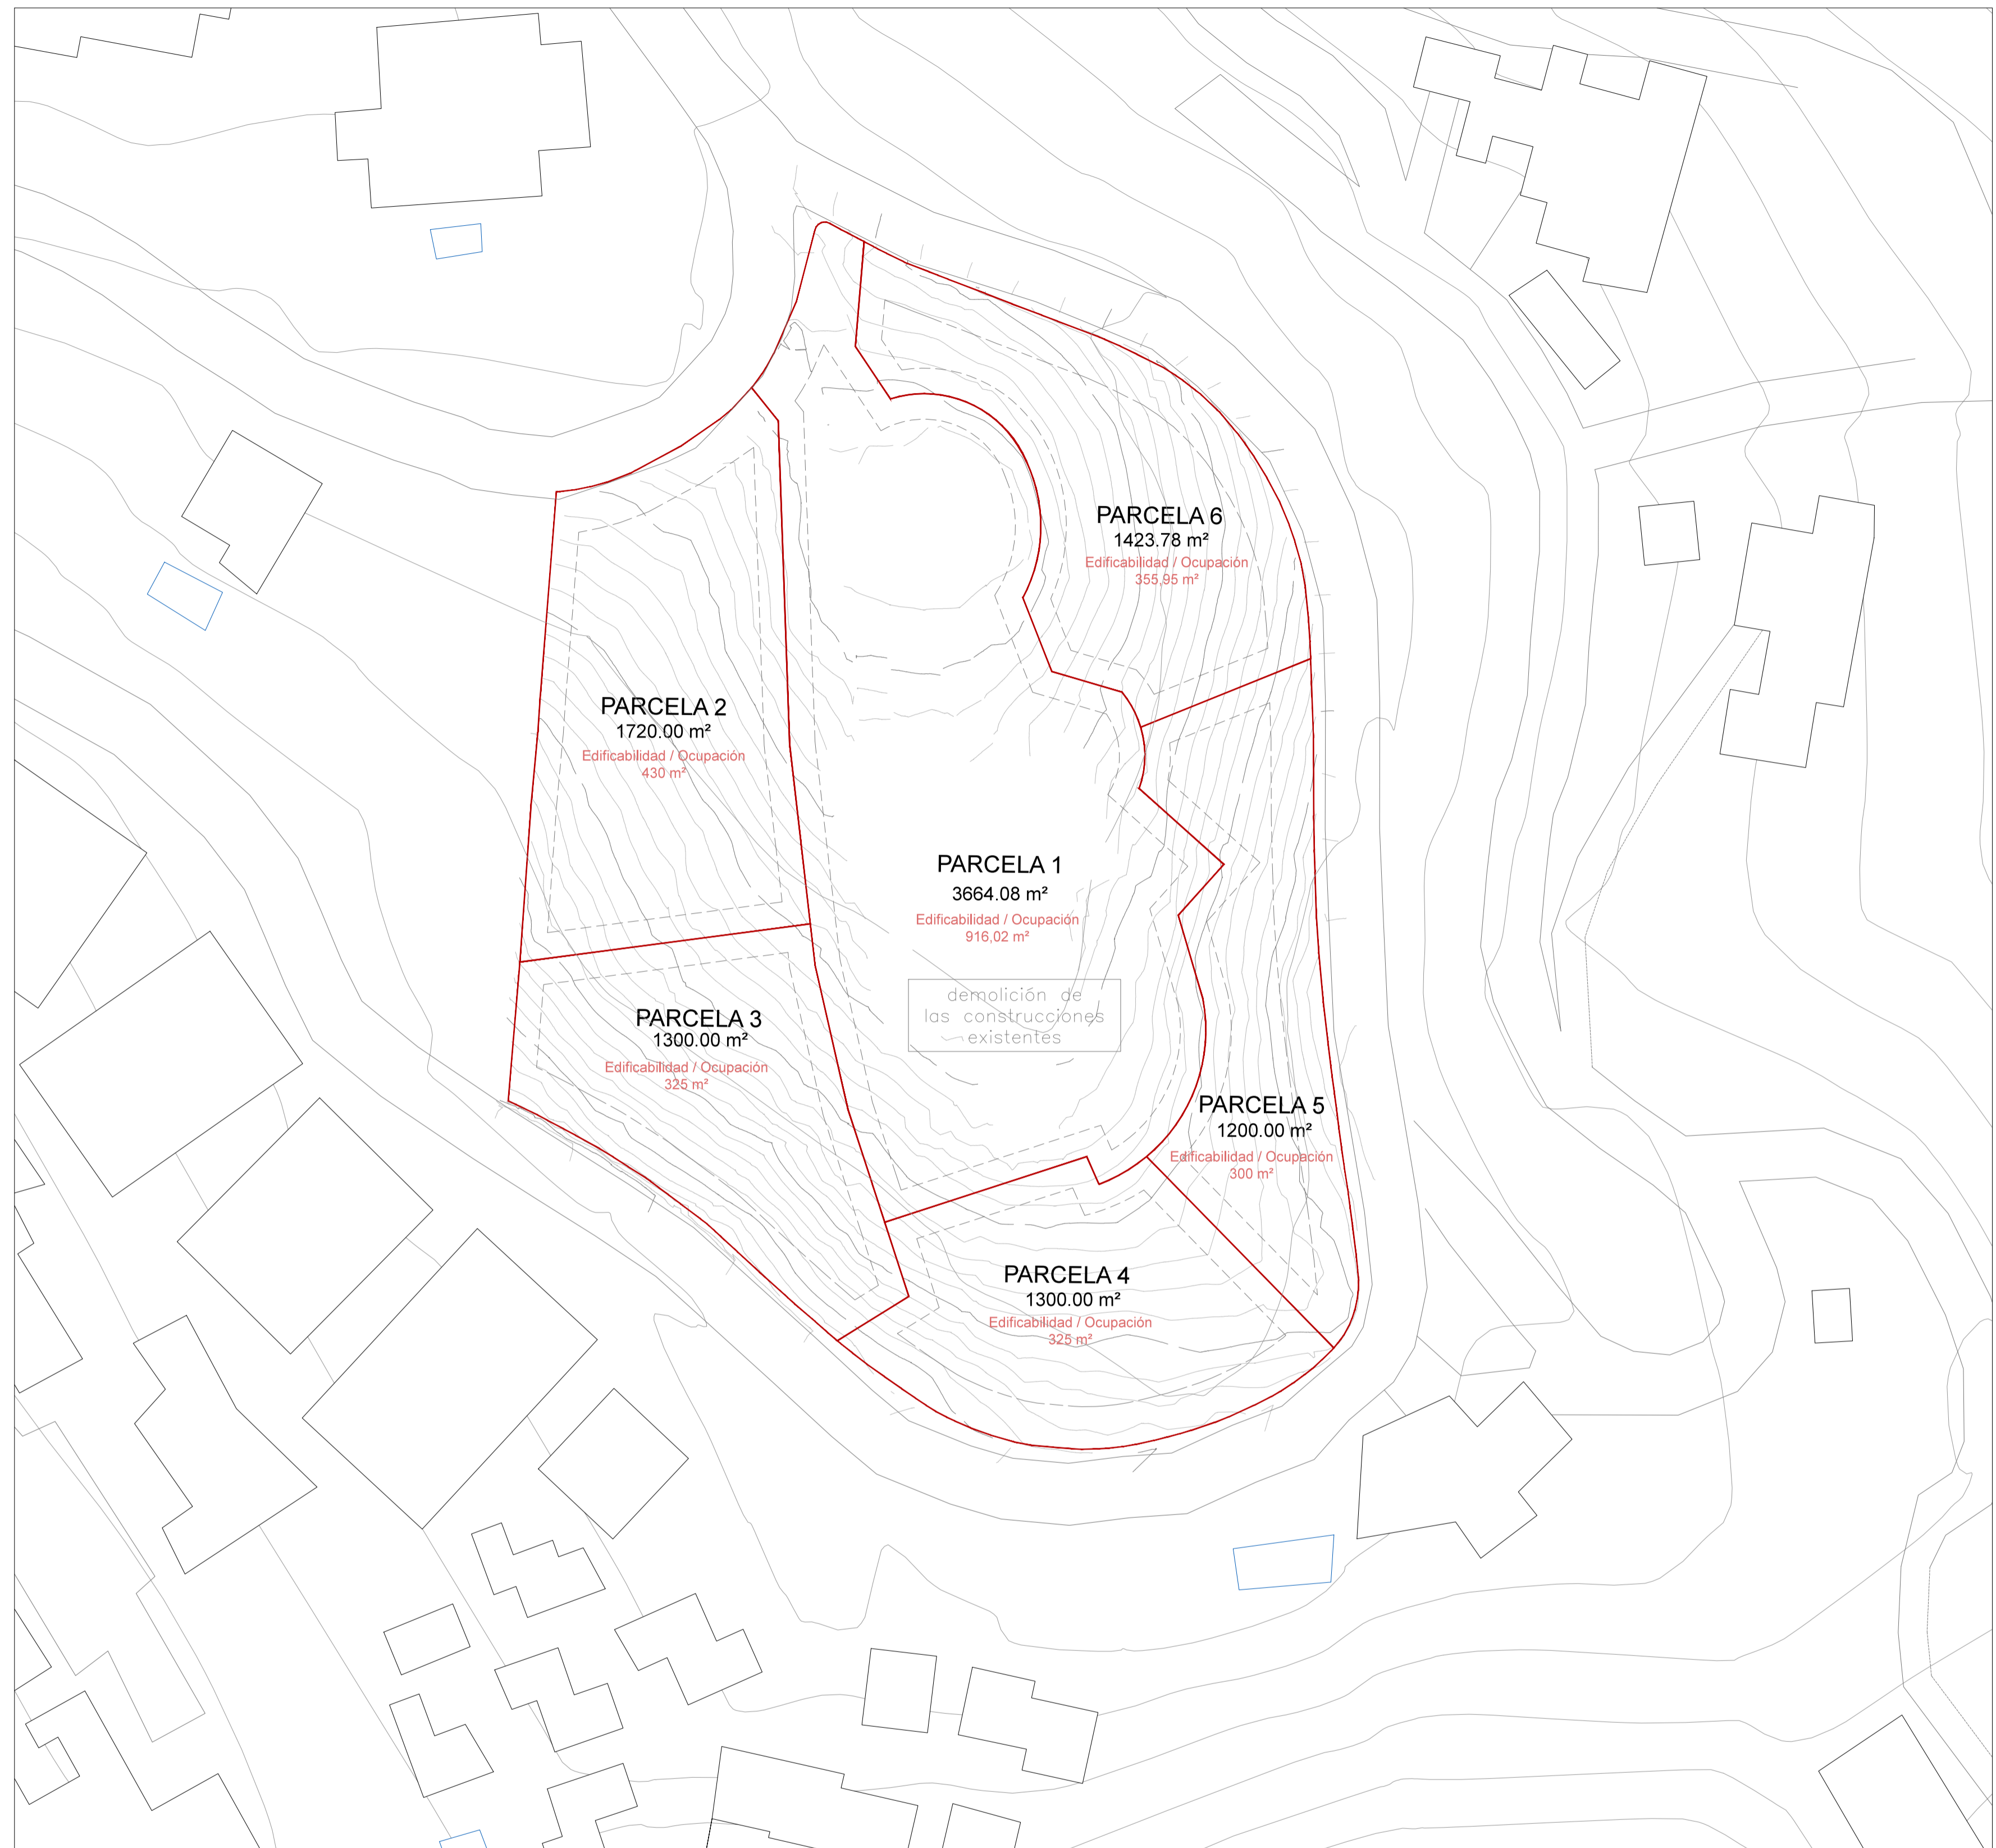 PARCELA 6
1423.78 m²
Edificabilidad / Ocupación
355,95 m²
PARCELA 2
1720.00 m²
Edificabilidad / Ocupación
430 m²
PARCELA 1
3664.08 m²
Edificabilidad / Ocupación
916,02 m²
demolición de
las construcciones
existentes
PARCELA 3
1300.00 m²
Edificabilidad / Ocupación
325 m²
PARCELA 5
1200.00 m²
Edificabilidad / Ocupación
300 m²
PARCELA 4
1300.00 m²
Edificabilidad / Ocupación
325 m²